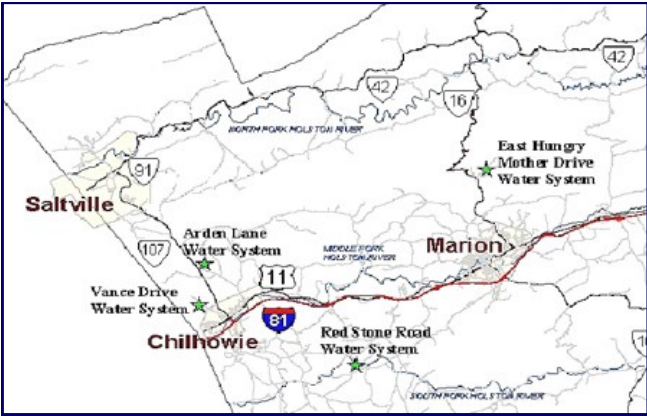 42
42
16
NORTH FORK HOLSTON RIVER
East Hungry
Mother Drive
Water System
91
Saltville
Arden Lane
Water System
107
MIDDLE FORK
HOLSTON RIVER
Marion
11
Vance Drive
Water System
81
Chilhowie
Red Stone Road
Water System
SOUTH FORK HOLSTON RIVER